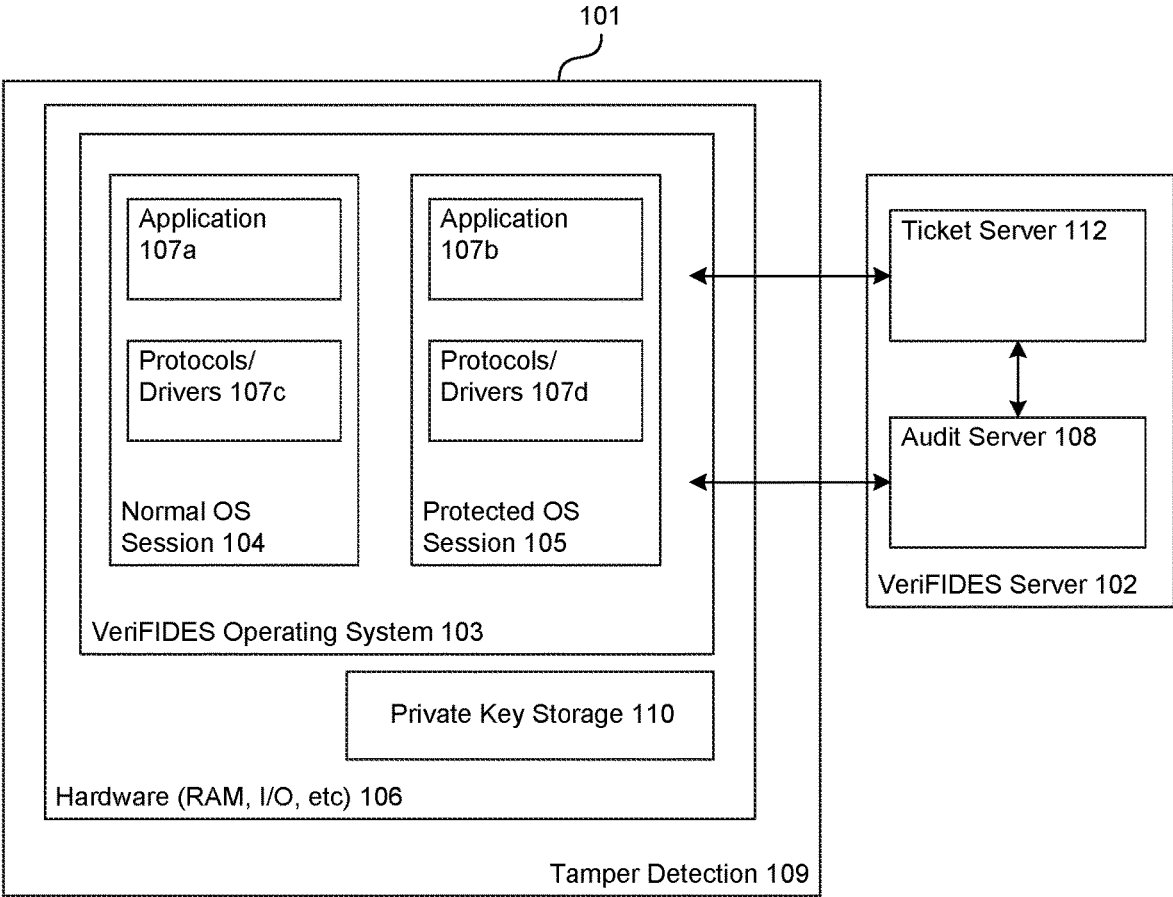 101
Application
107a
Protocols/
Drivers 107c
Normal OS
Session 104
Application
107b
Protocols/
Drivers 107d
Protected OS
Session 105
VeriFIDES Operating System 103
Private Key Storage 110
Hardware (RAM, I/O, etc) 106
Tamper Detection 109
Ticket Server 112
Audit Server 108
VeriFIDES Server 102